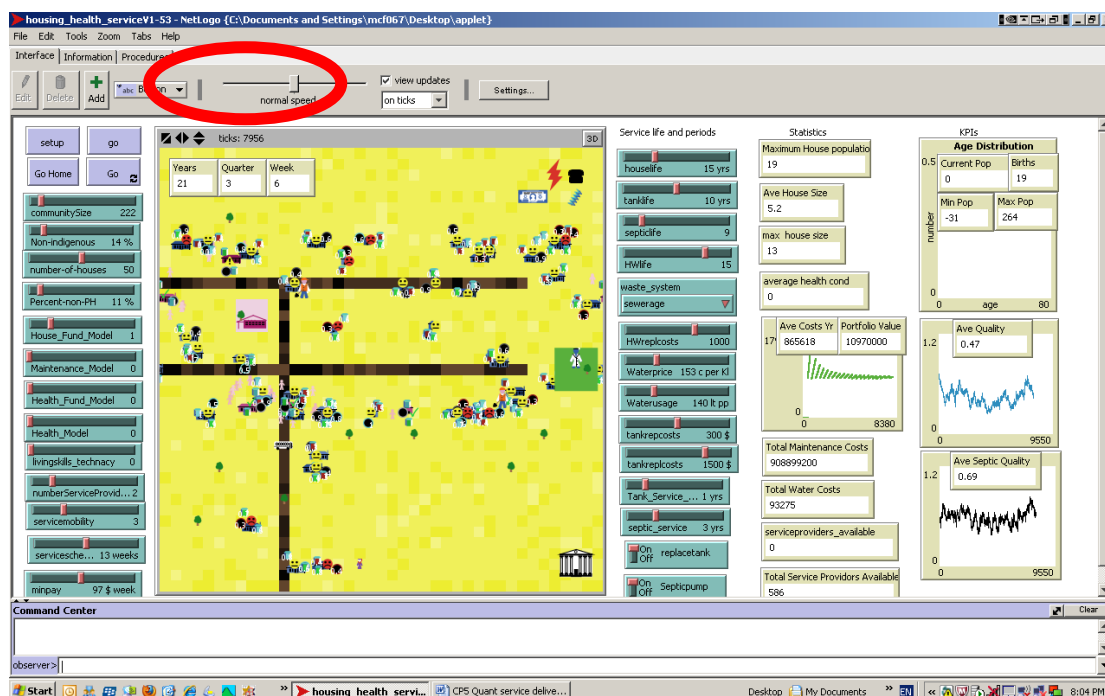 housing_health_serviceV1-53 - NetLogo {C:\Documents and Settings\mcf067\Desktop\applet}
File Edit Tools Zoom Tabs Help
Interface Information Procedures
Edit Delete Add abc normal speed view updates on ticks Settings...
setup go
Go Home Go
communitySize 222
Non-indigenous 14 %
number-of-houses 50
Percent-non-PH 11 %
House_Fund_Model 1
Maintenance_Model 0
Health_Fund_Model 0
Health_Model 0
livingskills_technacy 0
numberServiceProvid... 2
servicemobility 3
servicesche... 13 weeks
minpay 97 $ week
ticks: 7956 3D
Years Quarter Week
21 3 6
Service life and periods
houselife 15 yrs
tanklife 10 yrs
septiclife 9
HWlife 15
waste_system
sewerage
HWreplcosts 1000
Waterprice 153 c per Kl
Waterusage 140 lt pp
tankrepcosts 300 $
tankreplcosts 1500 $
Tank_Service_... 1 yrs
septic_service 3 yrs
On
Off replacetank
On
Off Septicpump
Statistics
Maximum House populatio
19
Ave House Size
5.2
max house size
13
average health cond
0
Ave Costs Yr Portfolio Value
865618 10970000
0
0 8380
Total Maintenance Costs
908899200
Total Water Costs
93275
serviceproviders_available
0
Total Service Providors Available
586
KPIs
Age Distribution
0.5 Current Pop Births
0 19
Min Pop Max Pop
-31 264
number
0
0 age 80
Ave Quality
1.2 0.47
0
0 9550
Ave Septic Quality
1.2 0.69
0
0 9550
Command Center Clear
observer>
Start housing_health_servi... CP5 Quant service delive... Desktop My Documents EN 8:04 PM